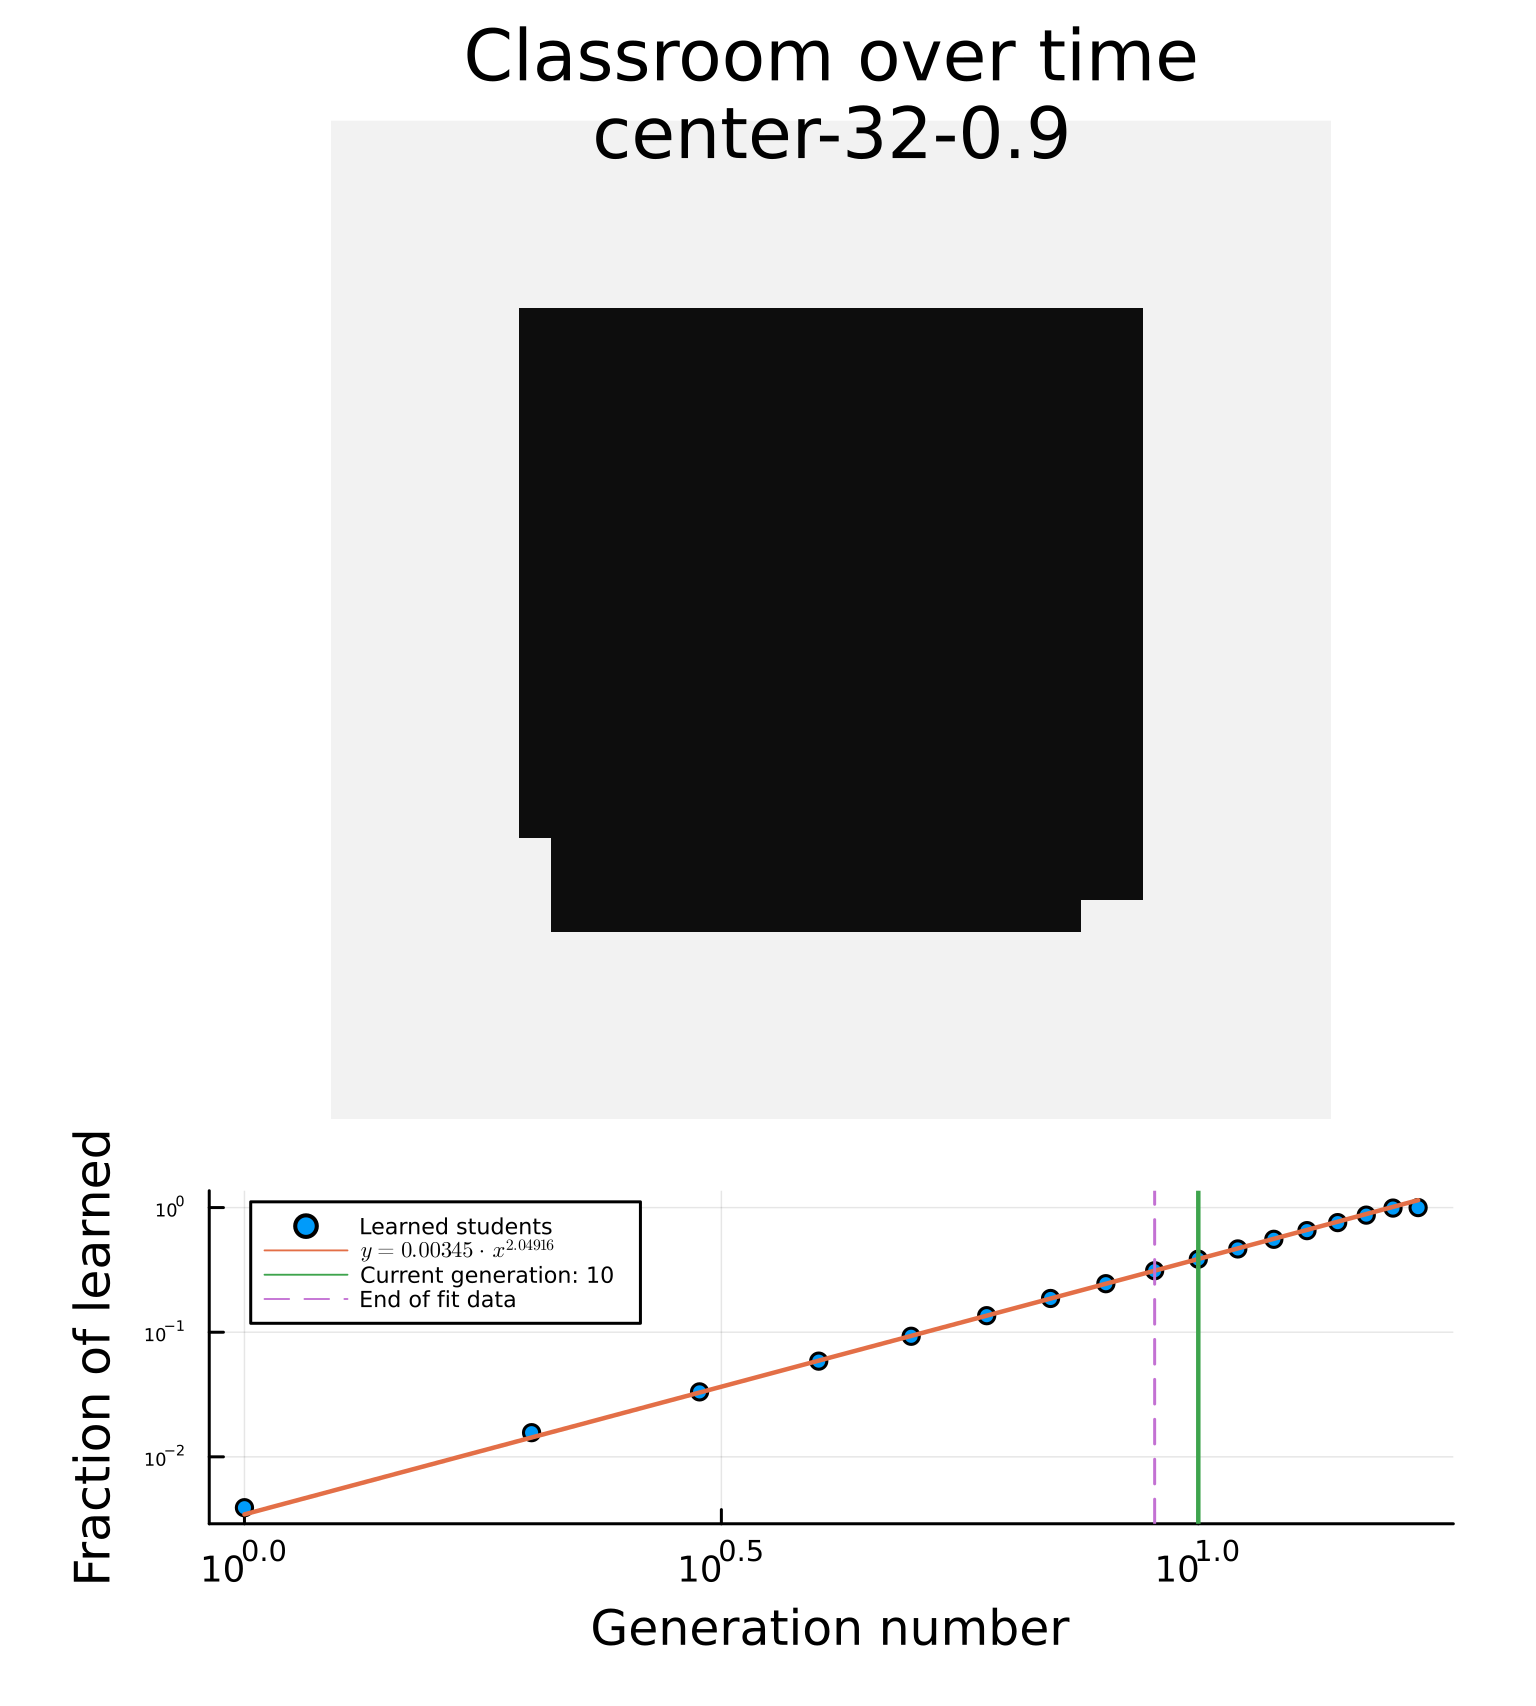 Classroom over time
center-32-0.9
Fraction of learned
10⁰
10⁻¹
10⁻²
Learned students
y = 0.00345 · x^2.04916
Current generation: 10
End of fit data
10^0.0
10^0.5
10^1.0
Generation number